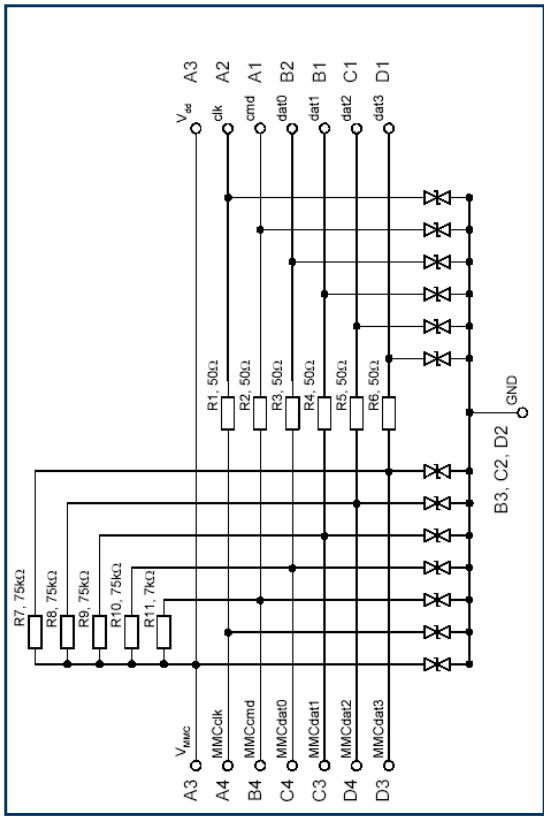 A3 A2 A1 B2 B1 C1 D1
Vdd clk cmd dat0 dat1 dat2 dat3
R1, 50Ω
R2, 50Ω
R3, 50Ω
R4, 50Ω
R5, 50Ω
R6, 50Ω
GND
B3, C2, D2
R7, 75kΩ
R8, 75kΩ
R9, 75kΩ
R10, 75kΩ
R11, 7kΩ
VMMC MMCclk MMCcmd MMCdat0 MMCdat1 MMCdat2 MMCdat3
A3 A4 B4 C4 C3 D4 D3